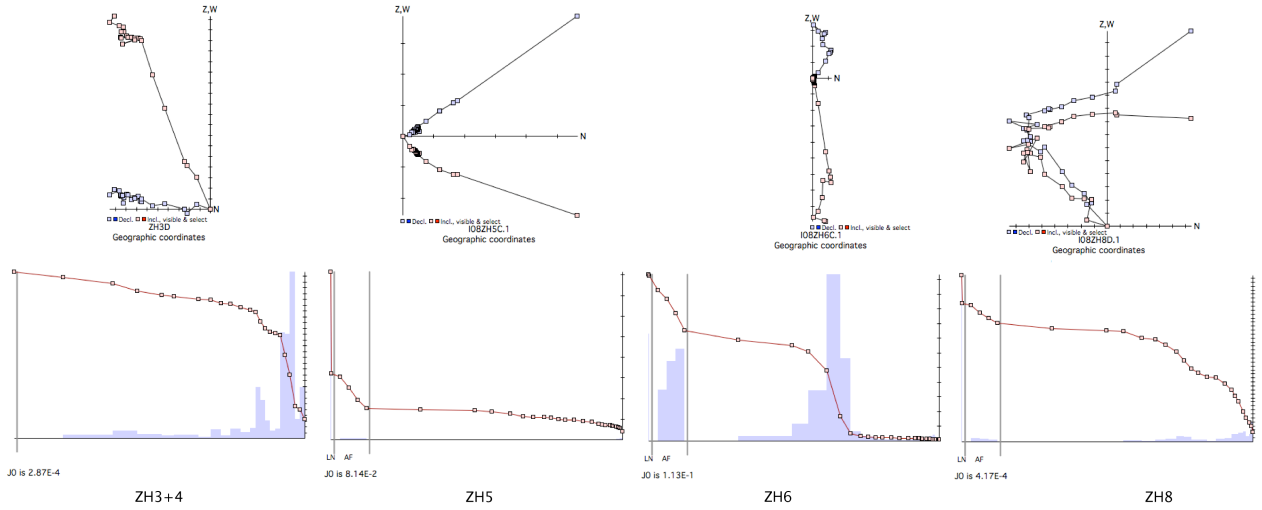 Z,W
N
Decl. Incl., visible & select
ZH3D
Geographic coordinates
Z,W
N
Decl. Incl., visible & select
I08ZH5C.1
Geographic coordinates
Z,W
N
Decl. Incl., visible & select
I08ZH6C.1
Geographic coordinates
Z,W
N
Decl. Incl., visible & select
I08ZH8D.1
Geographic coordinates
J0 is 2.87E-4
LN AF
J0 is 8.14E-2
LN AF
J0 is 1.13E-1
LN AF
J0 is 4.17E-4
ZH3+4
ZH5
ZH6
ZH8